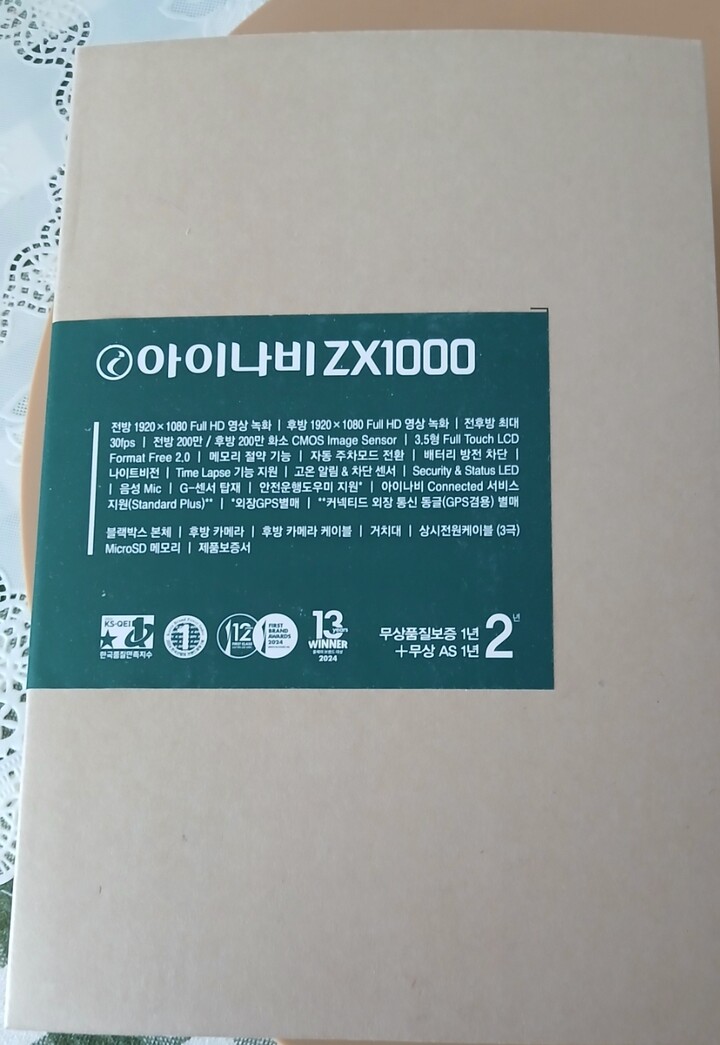 아이나비 ZX1000
전방 1920×1080 Full HD 영상 녹화 | 후방 1920×1080 Full HD 영상 녹화 | 전후방 최대
30fps | 전방 200만 / 후방 200만 화소 CMOS Image Sensor | 3.5형 Full Touch LCD
Format Free 2.0 | 메모리 절약 기능 | 자동 주차모드 전환 | 배터리 방전 차단 |
나이트비전 | Time Lapse 기능 지원 | 고온 알림 & 차단 센서 | Security & Status LED
| 음성 Mic | G-센서 탑재 | 안전운행도우미 지원* | 아이나비 Connected 서비스
지원(Standard Plus)** | *외장GPS별매 | **커넥티드 외장 통신 동글(GPS겸용) 별매
블랙박스 본체 | 후방 카메라 | 후방 카메라 케이블 | 거치대 | 상시전원케이블 (3극)
MicroSD 메모리 | 제품보증서
KS-QEI
한국품질만족지수
12
FIRST
BRAND
AWARDS
2024
13 years
WINNER
2024
무상품질보증 1년
+무상 AS 1년
2년